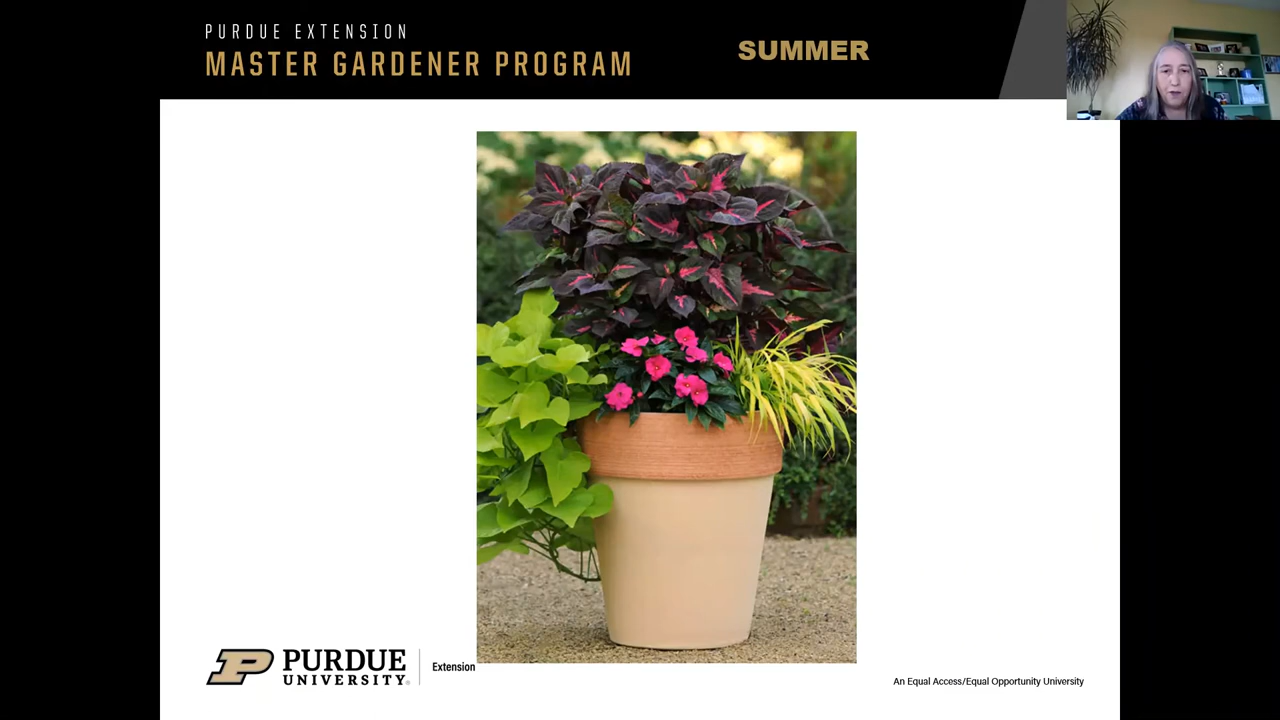 PURDUE EXTENSION
MASTER GARDENER PROGRAM
SUMMER
P PURDUE
UNIVERSITY®
Extension
An Equal Access/Equal Opportunity University